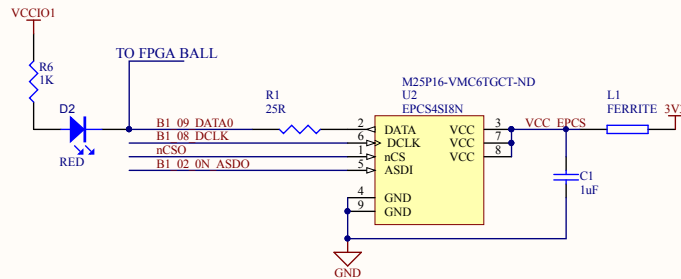 VCCIO1
R6
1K
D2
RED
TO FPGA BALL
B1_09_DATA0
B1_08_DCLK
nCSO
B1_02_0N_ASDO
R1
25R
M25P16-VMC6TGCT-ND
U2
EPCS4SI8N
2 DATA VCC 3
6 DCLK VCC 7
1 nCS VCC 8
5 ASDI
4 GND
9 GND
VCC_EPCS
L1
FERRITE
C1
1uF
GND